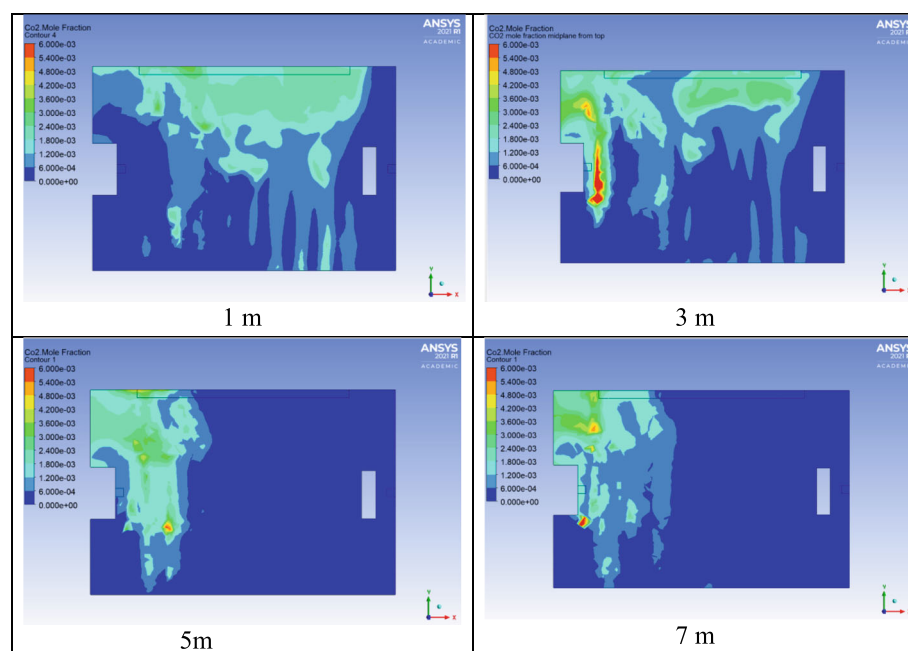 Co2.Mole Fraction
Contour 4
6.000e-03
5.400e-03
4.800e-03
4.200e-03
3.600e-03
3.000e-03
2.400e-03
1.800e-03
1.200e-03
6.000e-04
0.000e+00
ANSYS
2021 R1
ACADEMIC
Y
X
1 m
Co2.Mole Fraction
CO2 mole fraction midplane from top
6.000e-03
5.400e-03
4.800e-03
4.200e-03
3.600e-03
3.000e-03
2.400e-03
1.800e-03
1.200e-03
6.000e-04
0.000e+00
ANSYS
2021 R1
ACADEMIC
Y
X
3 m
Co2.Mole Fraction
Contour 1
6.000e-03
5.400e-03
4.800e-03
4.200e-03
3.600e-03
3.000e-03
2.400e-03
1.800e-03
1.200e-03
6.000e-04
0.000e+00
ANSYS
2021 R1
ACADEMIC
Y
X
5m
Co2.Mole Fraction
Contour 1
6.000e-03
5.400e-03
4.800e-03
4.200e-03
3.600e-03
3.000e-03
2.400e-03
1.800e-03
1.200e-03
6.000e-04
0.000e+00
ANSYS
2021 R1
ACADEMIC
Y
X
7 m